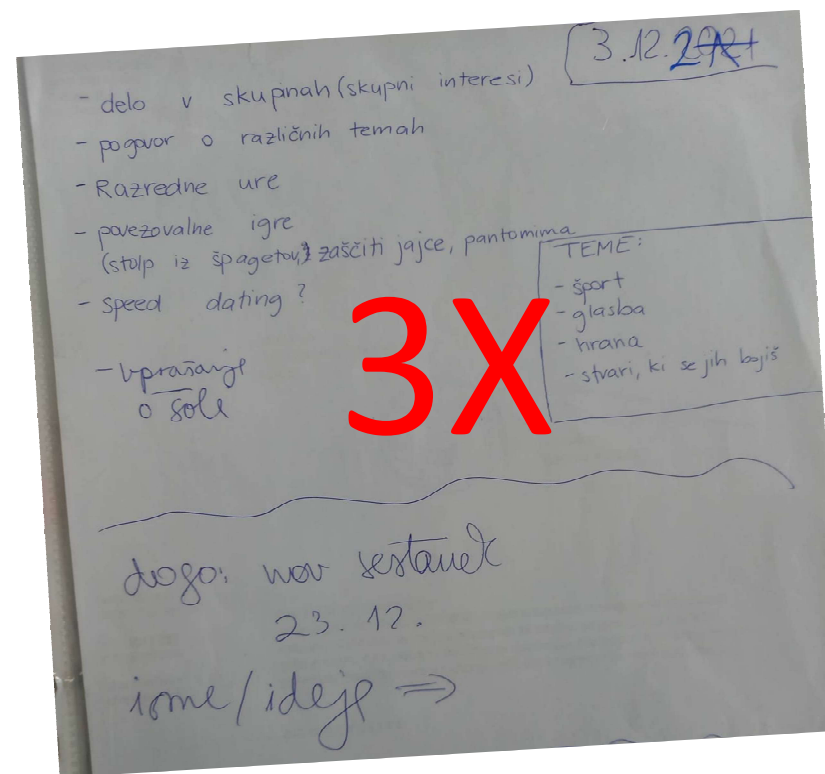 3.12.2021
- delo v skupinah (skupni interesi)
- pogovor o različnih temah
- Razredne ure
- povezovalne igre
(stolp iz špagetov, zaščiti jajce, pantomima
- speed dating?
- vprašanje
o šole
TEME:
- šport
- glasba
- hrana
- stvari, ki se jih bojiš
3X
dogo: nov sestanek
23.12.
isme/ideje ⇒